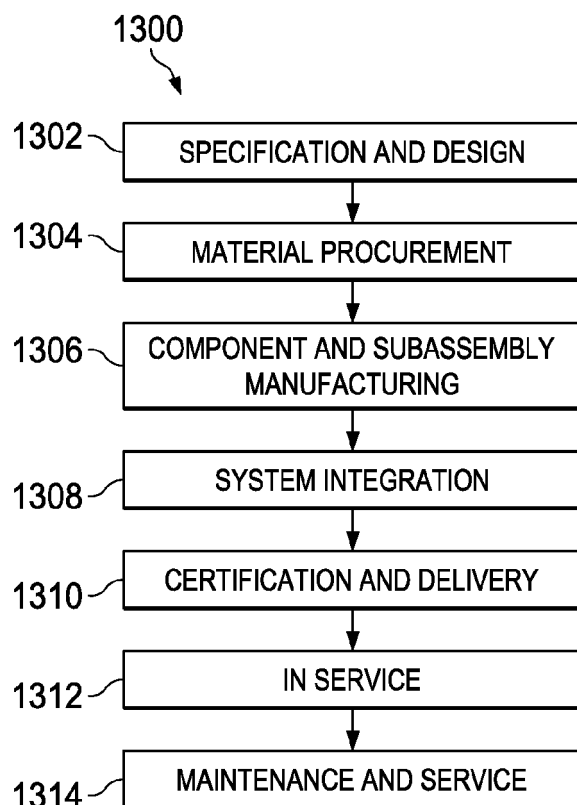 1300
1302
SPECIFICATION AND DESIGN
1304
MATERIAL PROCUREMENT
1306
COMPONENT AND SUBASSEMBLY
MANUFACTURING
1308
SYSTEM INTEGRATION
1310
CERTIFICATION AND DELIVERY
1312
IN SERVICE
1314
MAINTENANCE AND SERVICE